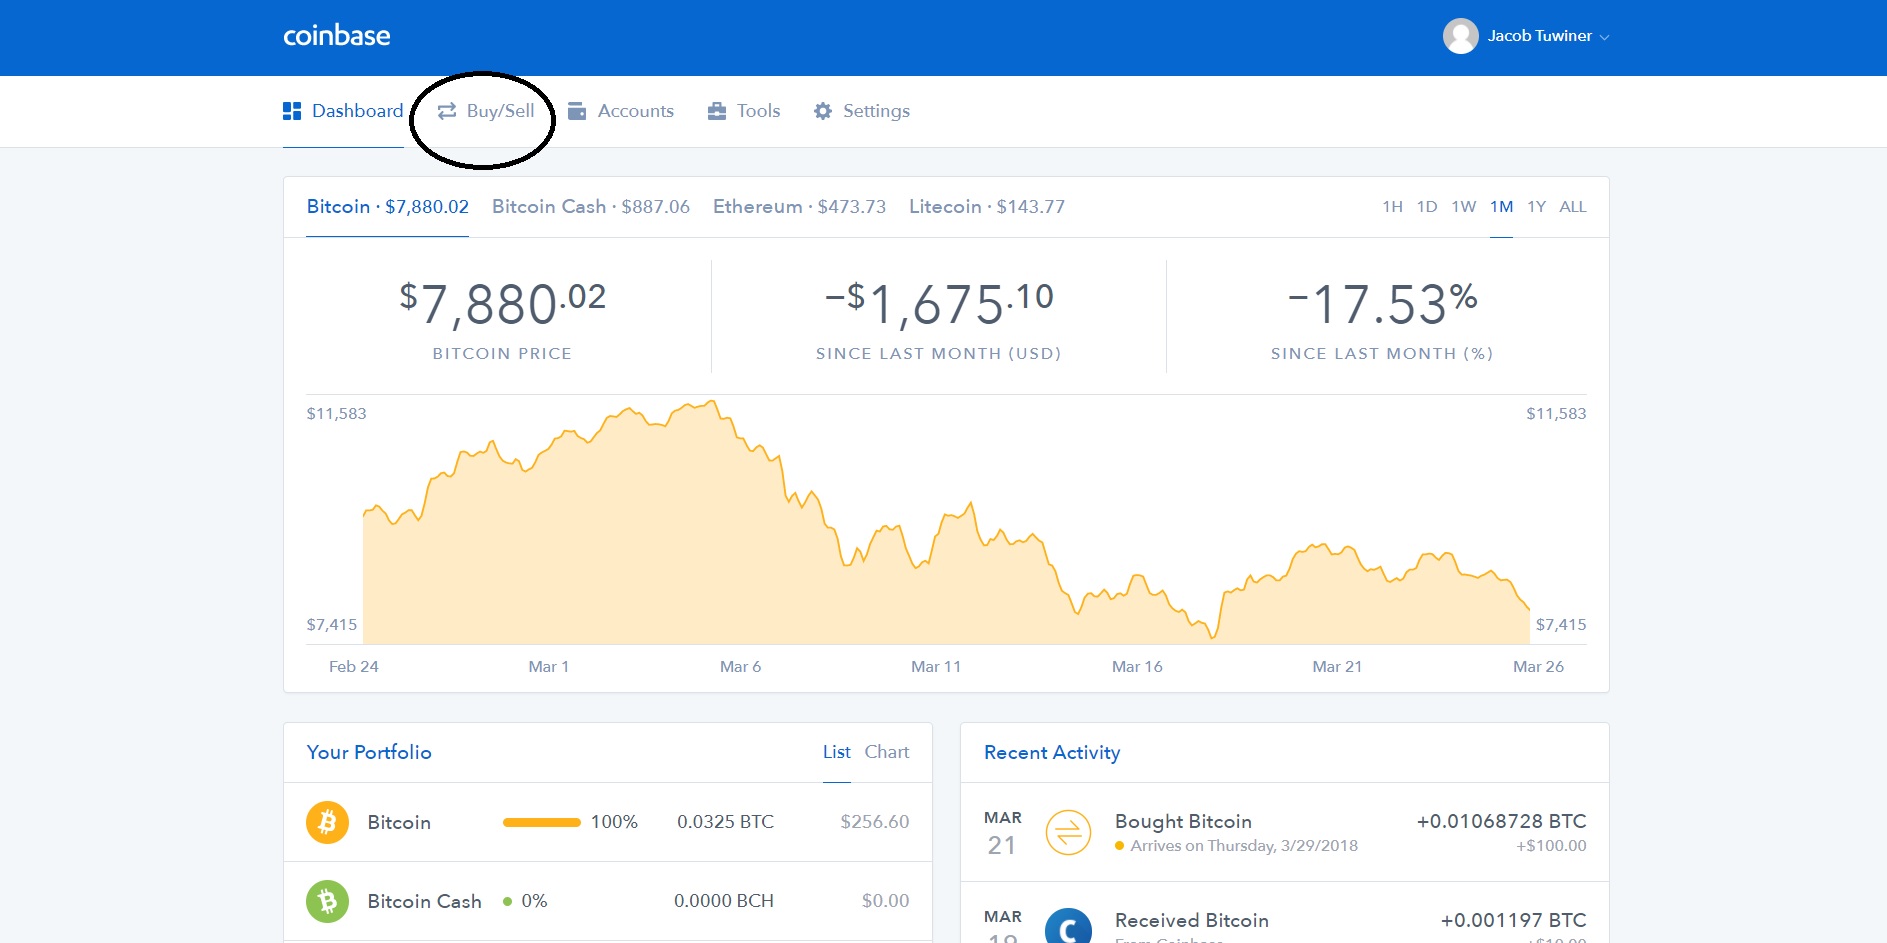 coinbase
Jacob Tuwiner
Dashboard Buy/Sell Accounts Tools Settings
Bitcoin · $7,880.02 Bitcoin Cash · $887.06 Ethereum · $473.73 Litecoin · $143.77 1H 1D 1W 1M 1Y ALL
$7,880.02 −$1,675.10 −17.53%
BITCOIN PRICE SINCE LAST MONTH (USD) SINCE LAST MONTH (%)
$11,583 $11,583
$7,415 $7,415
Feb 24 Mar 1 Mar 6 Mar 11 Mar 16 Mar 21 Mar 26
Your Portfolio List Chart
Bitcoin 100% 0.0325 BTC $256.60
Bitcoin Cash 0% 0.0000 BCH $0.00
Recent Activity
MAR 21 Bought Bitcoin +0.01068728 BTC
Arrives on Thursday, 3/29/2018 +$100.00
MAR Received Bitcoin +0.001197 BTC